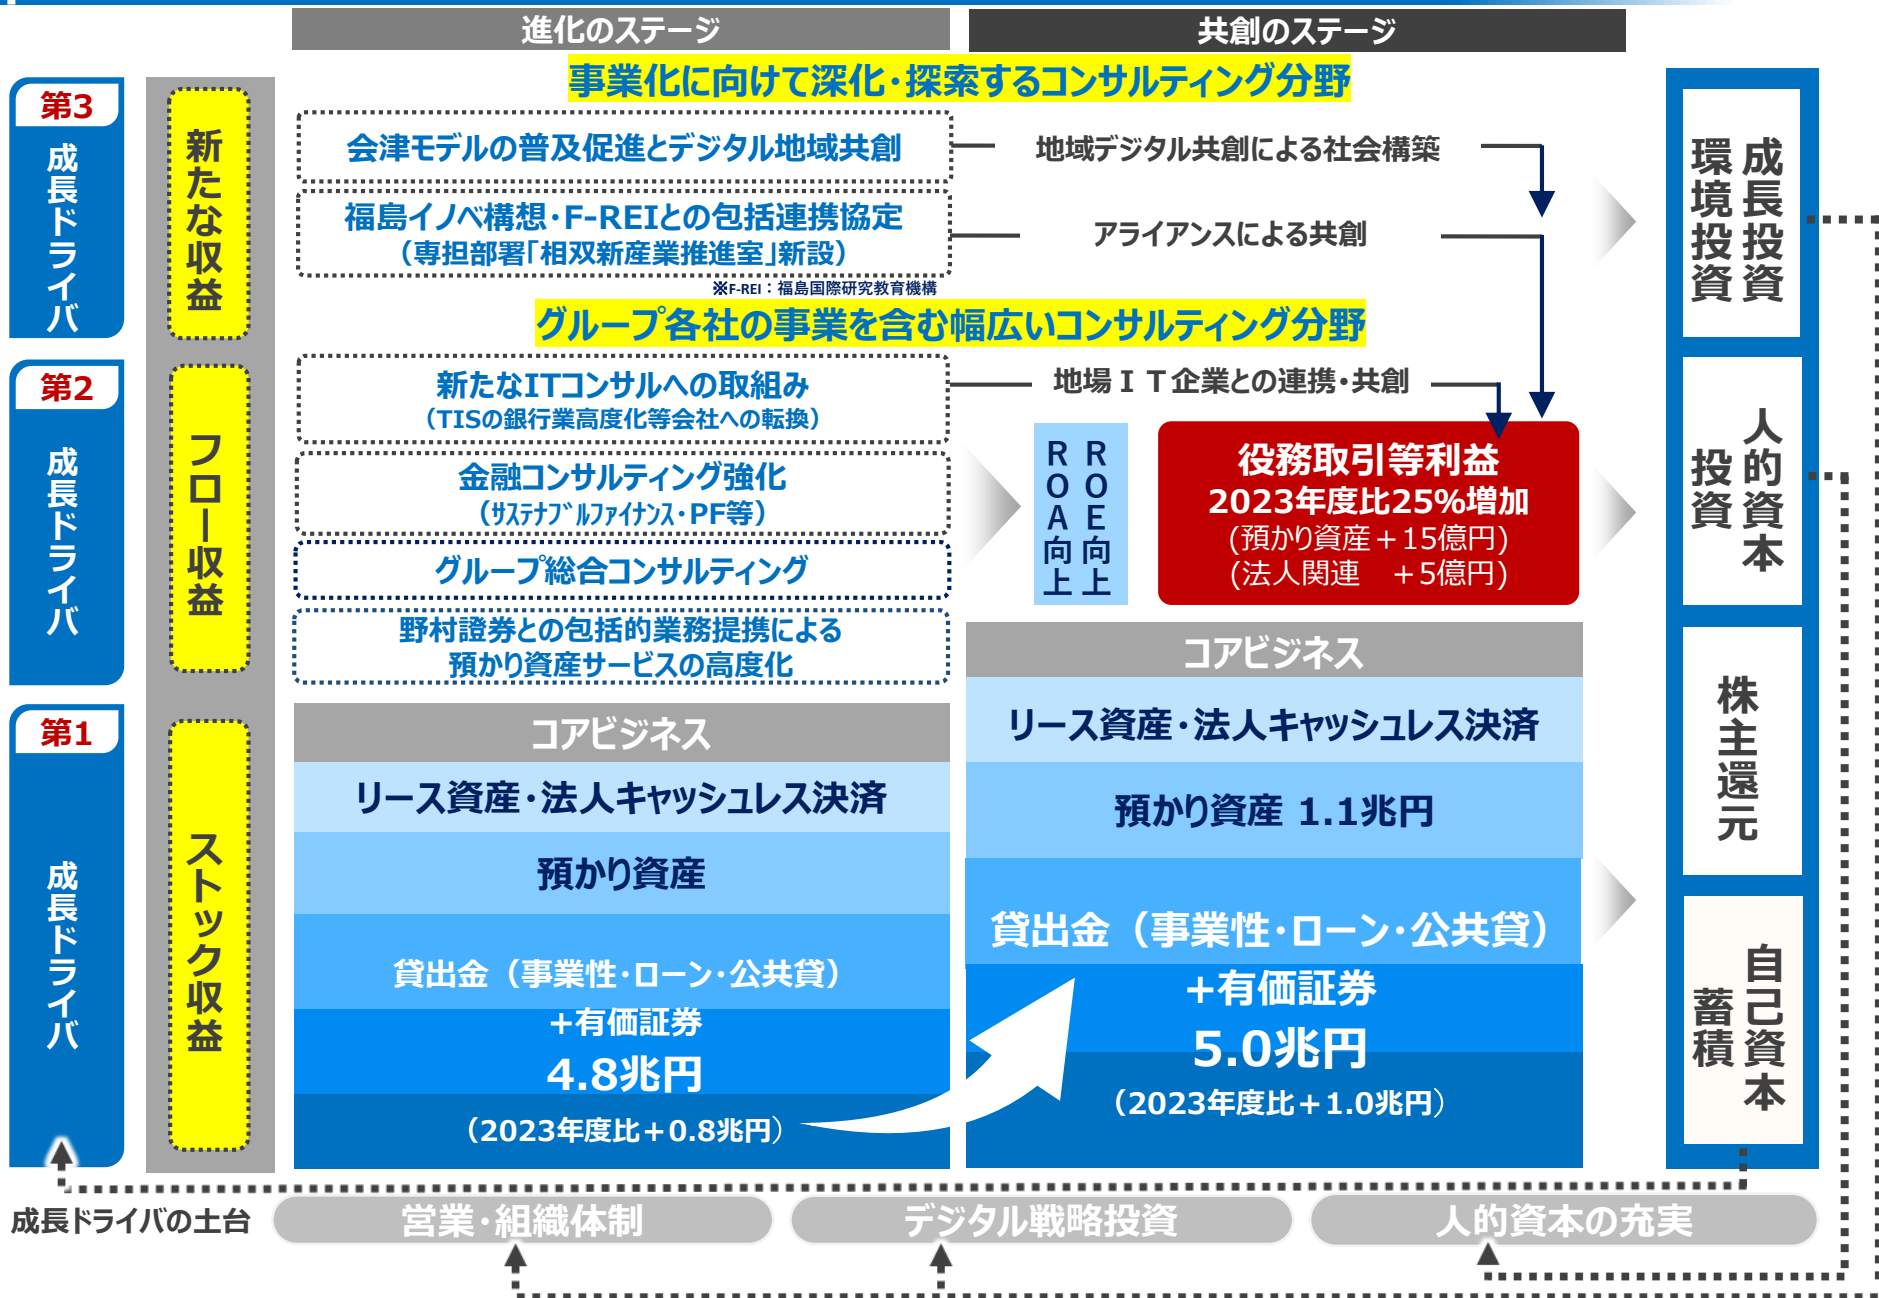 進化のステージ
共創のステージ
事業化に向けて深化・探索するコンサルティング分野
第3
成長ドライバ
新たな収益
会津モデルの普及促進とデジタル地域共創
地域デジタル共創による社会構築
福島イノベ構想・F-REIとの包括連携協定
（専担部署「相双新産業推進室」新設）
アライアンスによる共創
※F-REI：福島国際研究教育機構
グループ各社の事業を含む幅広いコンサルティング分野
第2
成長ドライバ
フロー収益
新たなITコンサルへの取組み
（TISの銀行業高度化等会社への転換）
地場ＩＴ企業との連携・共創
金融コンサルティング強化
（ｻｽﾃﾅﾌﾞﾙﾌｧｲﾅﾝｽ・PF等）
グループ総合コンサルティング
野村證券との包括的業務提携による
預かり資産サービスの高度化
ＲＯＥ向上
ＲＯＡ向上
役務取引等利益
2023年度比25%増加
(預かり資産＋15億円)
(法人関連　＋5億円)
第1
成長ドライバ
ストック収益
コアビジネス
リース資産・法人キャッシュレス決済
預かり資産
貸出金（事業性・ローン・公共貸）
+有価証券
4.8兆円
（2023年度比＋0.8兆円）
コアビジネス
リース資産・法人キャッシュレス決済
預かり資産 1.1兆円
貸出金（事業性・ローン・公共貸）
+有価証券
5.0兆円
（2023年度比＋1.0兆円）
成長投資
環境投資
人的資本
投資
株主還元
自己資本
蓄積
成長ドライバの土台
営業・組織体制
デジタル戦略投資
人的資本の充実